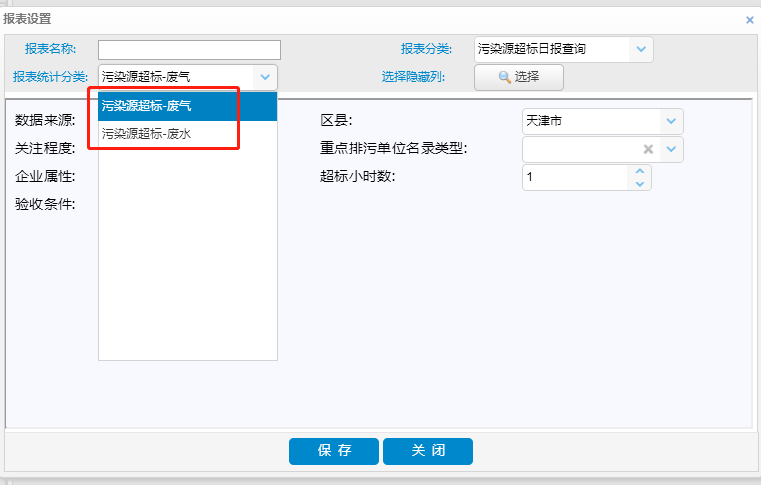 报表设置
报表名称: 报表分类: 污染源超标日报查询
报表统计分类: 污染源超标-废气 选择隐藏列: 选择
污染源超标-废气
污染源超标-废水
数据来源: 区县: 天津市
关注程度: 重点排污单位名录类型:
企业属性: 超标小时数: 1
验收条件:
保 存 关 闭